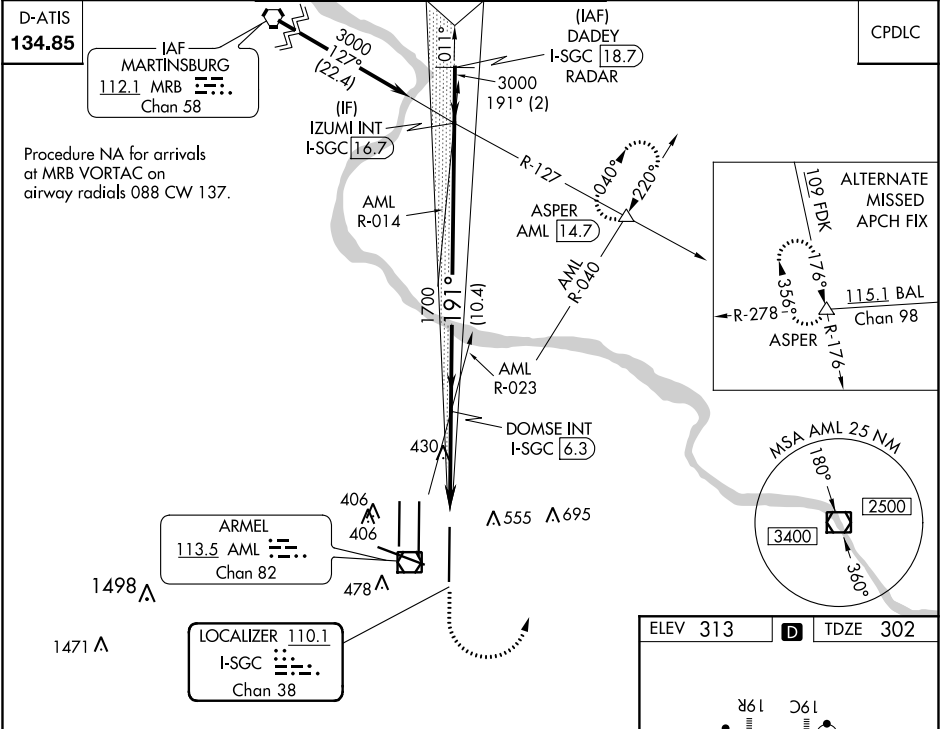 D-ATIS
134.85
IAF
MARTINSBURG
112.1 MRB
Chan 58
3000
127°
(22.4)
011°
(IAF)
DADEY
I-SGC 18.7
RADAR
3000
191° (2)
CPDLC
(IF)
IZUMI INT
I-SGC 16.7
Procedure NA for arrivals
at MRB VORTAC on
airway radials 088 CW 137.
R-127
AML
R-014
ASPER
AML 14.7
040°
220°
AML
R-040
1700
191°
(10.4)
AML
R-023
DOMSE INT
I-SGC 6.3
109 FDK
ALTERNATE
MISSED
APCH FIX
176°
356°
115.1 BAL
Chan 98
R-278
ASPER
R-176
MSA AML 25 NM
180°
2500
3400
360°
430
406
406
555
695
ARMEL
113.5 AML
Chan 82
478
1498
1471
LOCALIZER 110.1
I-SGC
Chan 38
ELEV 313
D
TDZE 302
19R
19C